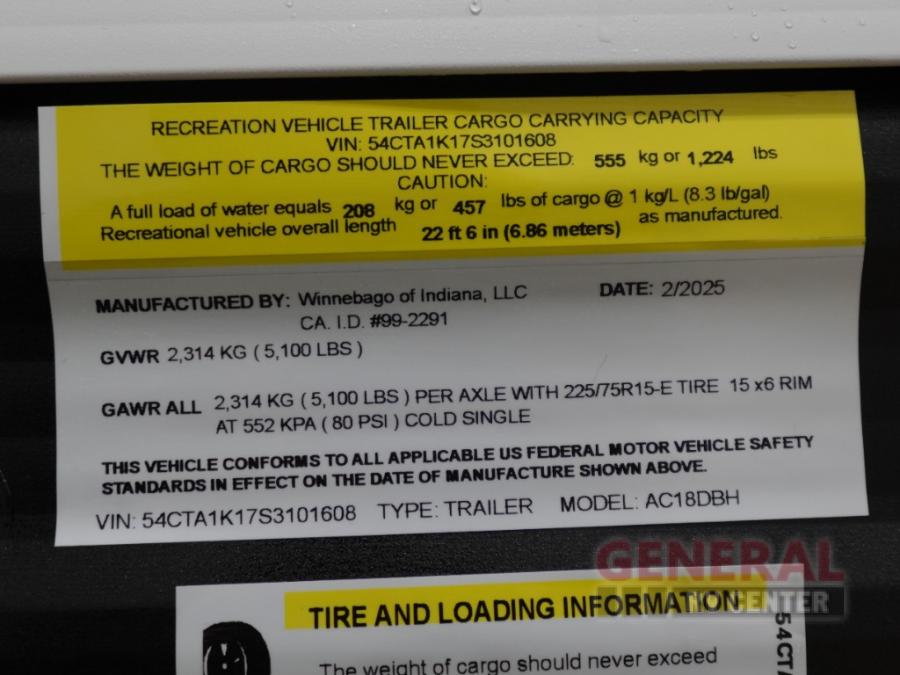 RECREATION VEHICLE TRAILER CARGO CARRYING CAPACITY
VIN: 54CTA1K17S3101608
THE WEIGHT OF CARGO SHOULD NEVER EXCEED: 555 kg or 1,224 lbs
CAUTION:
A full load of water equals 208 kg or 457 lbs of cargo @ 1 kg/L (8.3 lb/gal)
Recreational vehicle overall length 22 ft 6 in (6.86 meters) as manufactured.
MANUFACTURED BY: Winnebago of Indiana, LLC DATE: 2/2025
CA. I.D. #99-2291
GVWR 2,314 KG ( 5,100 LBS )
GAWR ALL 2,314 KG ( 5,100 LBS ) PER AXLE WITH 225/75R15-E TIRE 15 x6 RIM
AT 552 KPA ( 80 PSI ) COLD SINGLE
THIS VEHICLE CONFORMS TO ALL APPLICABLE US FEDERAL MOTOR VEHICLE SAFETY
STANDARDS IN EFFECT ON THE DATE OF MANUFACTURE SHOWN ABOVE.
VIN: 54CTA1K17S3101608 TYPE: TRAILER MODEL: AC18DBH
GENERAL
CENTER
TIRE AND LOADING INFORMATION
The weight of cargo should never exceed
54CTA